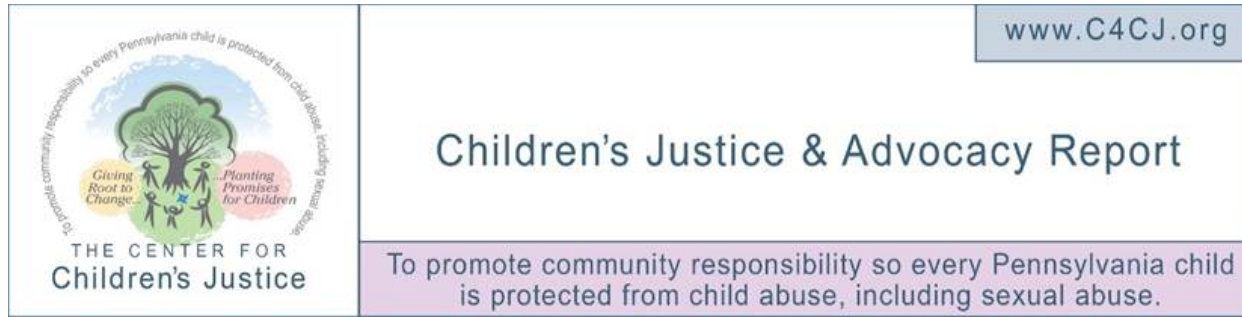 To promote community responsibility so every Pennsylvania child is protected from child abuse, including sexual abuse.
Giving
Root to
Change...
...Planting
Promises
for Children
THE CENTER FOR
Children's Justice
www.C4CJ.org
Children's Justice & Advocacy Report
To promote community responsibility so every Pennsylvania child
is protected from child abuse, including sexual abuse.